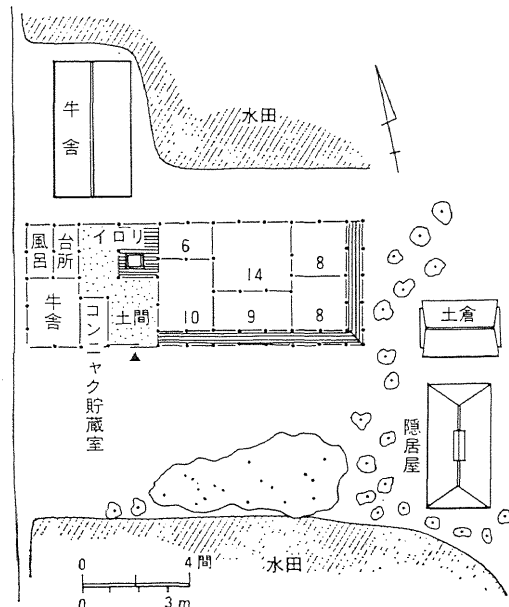 牛舎
水田
風呂
台所
イロリ
6
14
8
牛舎
コンニャク貯蔵室
土間
10
9
8
土倉
隠居屋
水田
0 4間
0 3m